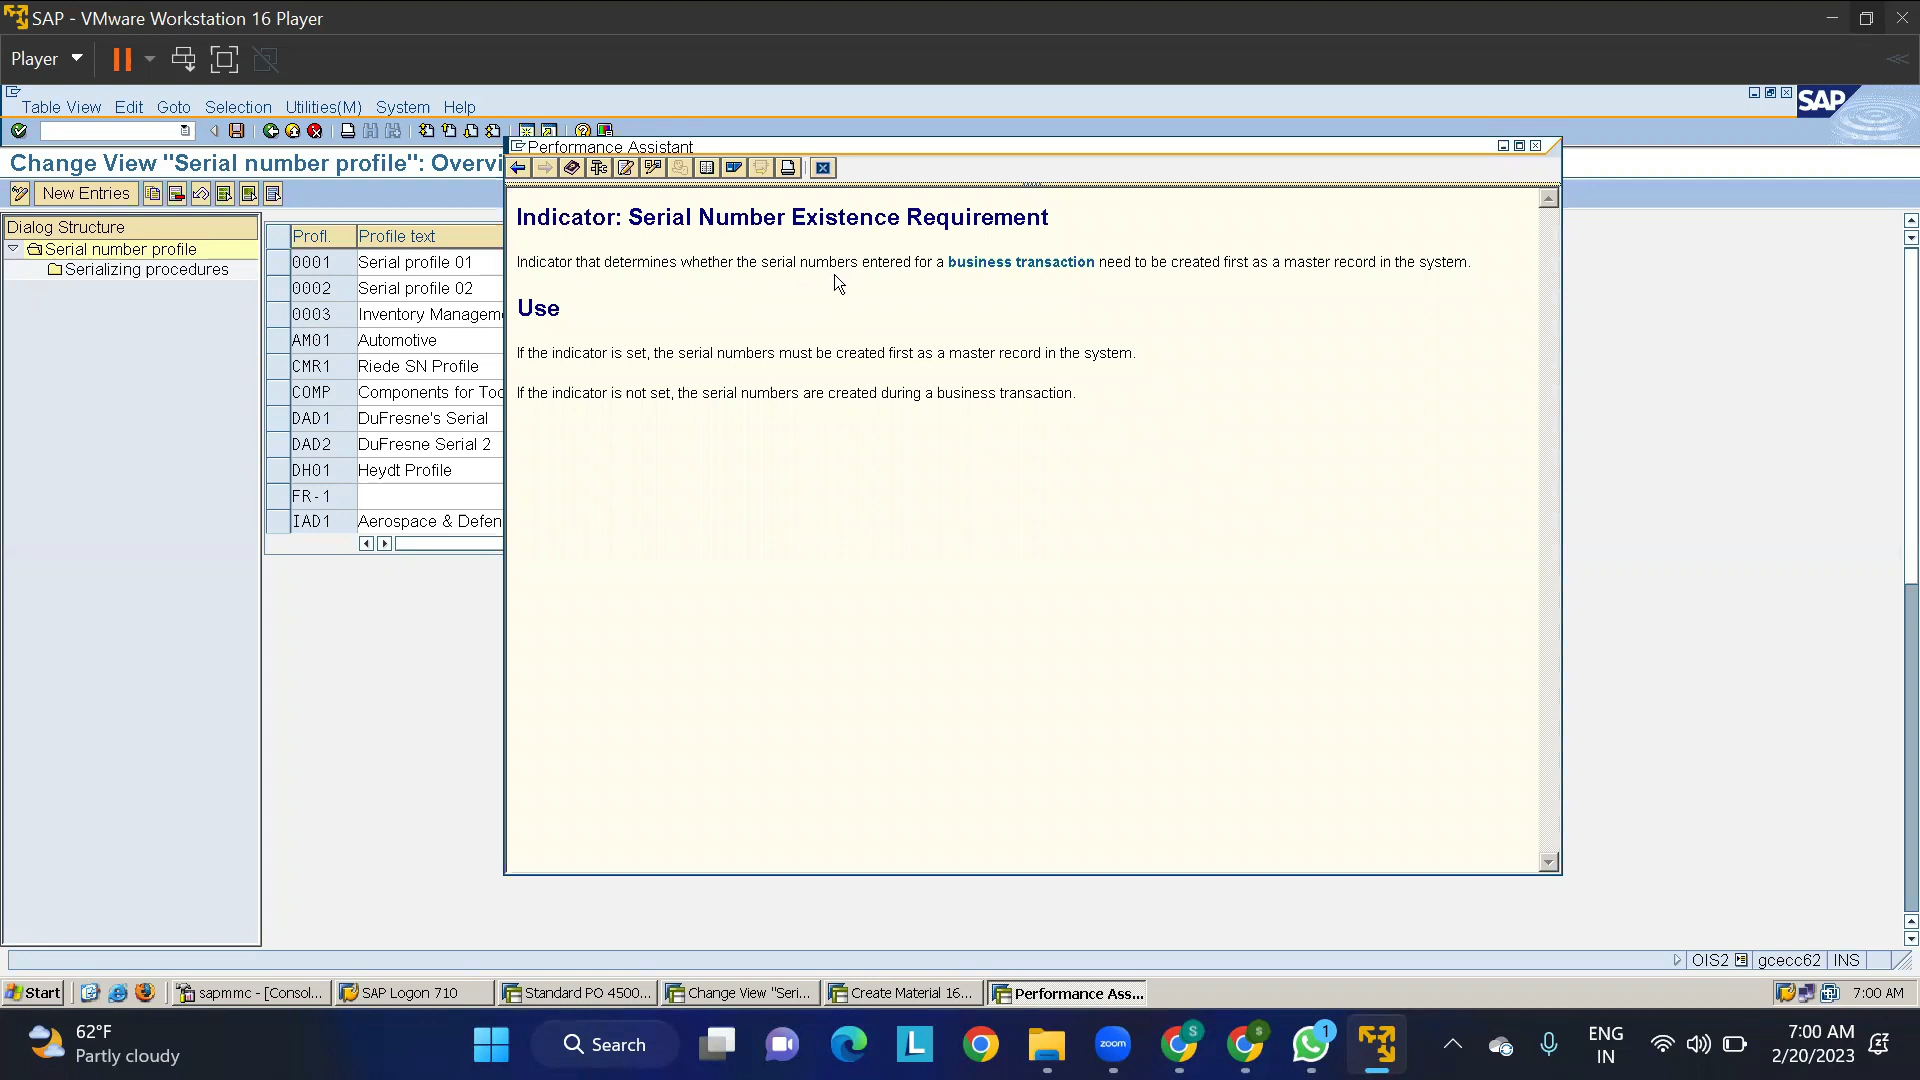 SAP - VMware Workstation 16 Player
Player
Table View Edit Goto Selection Utilities(M) System Help
SAP
Performance Assistant
Change View "Serial number profile": Overvi
New Entries
Indicator: Serial Number Existence Requirement
Dialog Structure
Profl. Profile text
Serial number profile
0001 Serial profile 01
Indicator that determines whether the serial numbers entered for a business transaction need to be created first as a master record in the system.
Serializing procedures
0002 Serial profile 02
Use
0003 Inventory Manageme
AM01 Automotive
If the indicator is set, the serial numbers must be created first as a master record in the system.
CMR1 Riede SN Profile
COMP Components for Too
If the indicator is not set, the serial numbers are created during a business transaction.
DAD1 DuFresne's Serial
DAD2 DuFresne Serial 2
DH01 Heydt Profile
FR-1
IAD1 Aerospace & Defen
OIS2 gcecc62 INS
Start sapmmc - [Consol... SAP Logon 710 Standard PO 4500... Change View "Seri... Create Material 16... Performance Ass... 7:00 AM
62°F
Partly cloudy
Search
L
zoom
S
S
1
ENG
IN
7:00 AM
2/20/2023